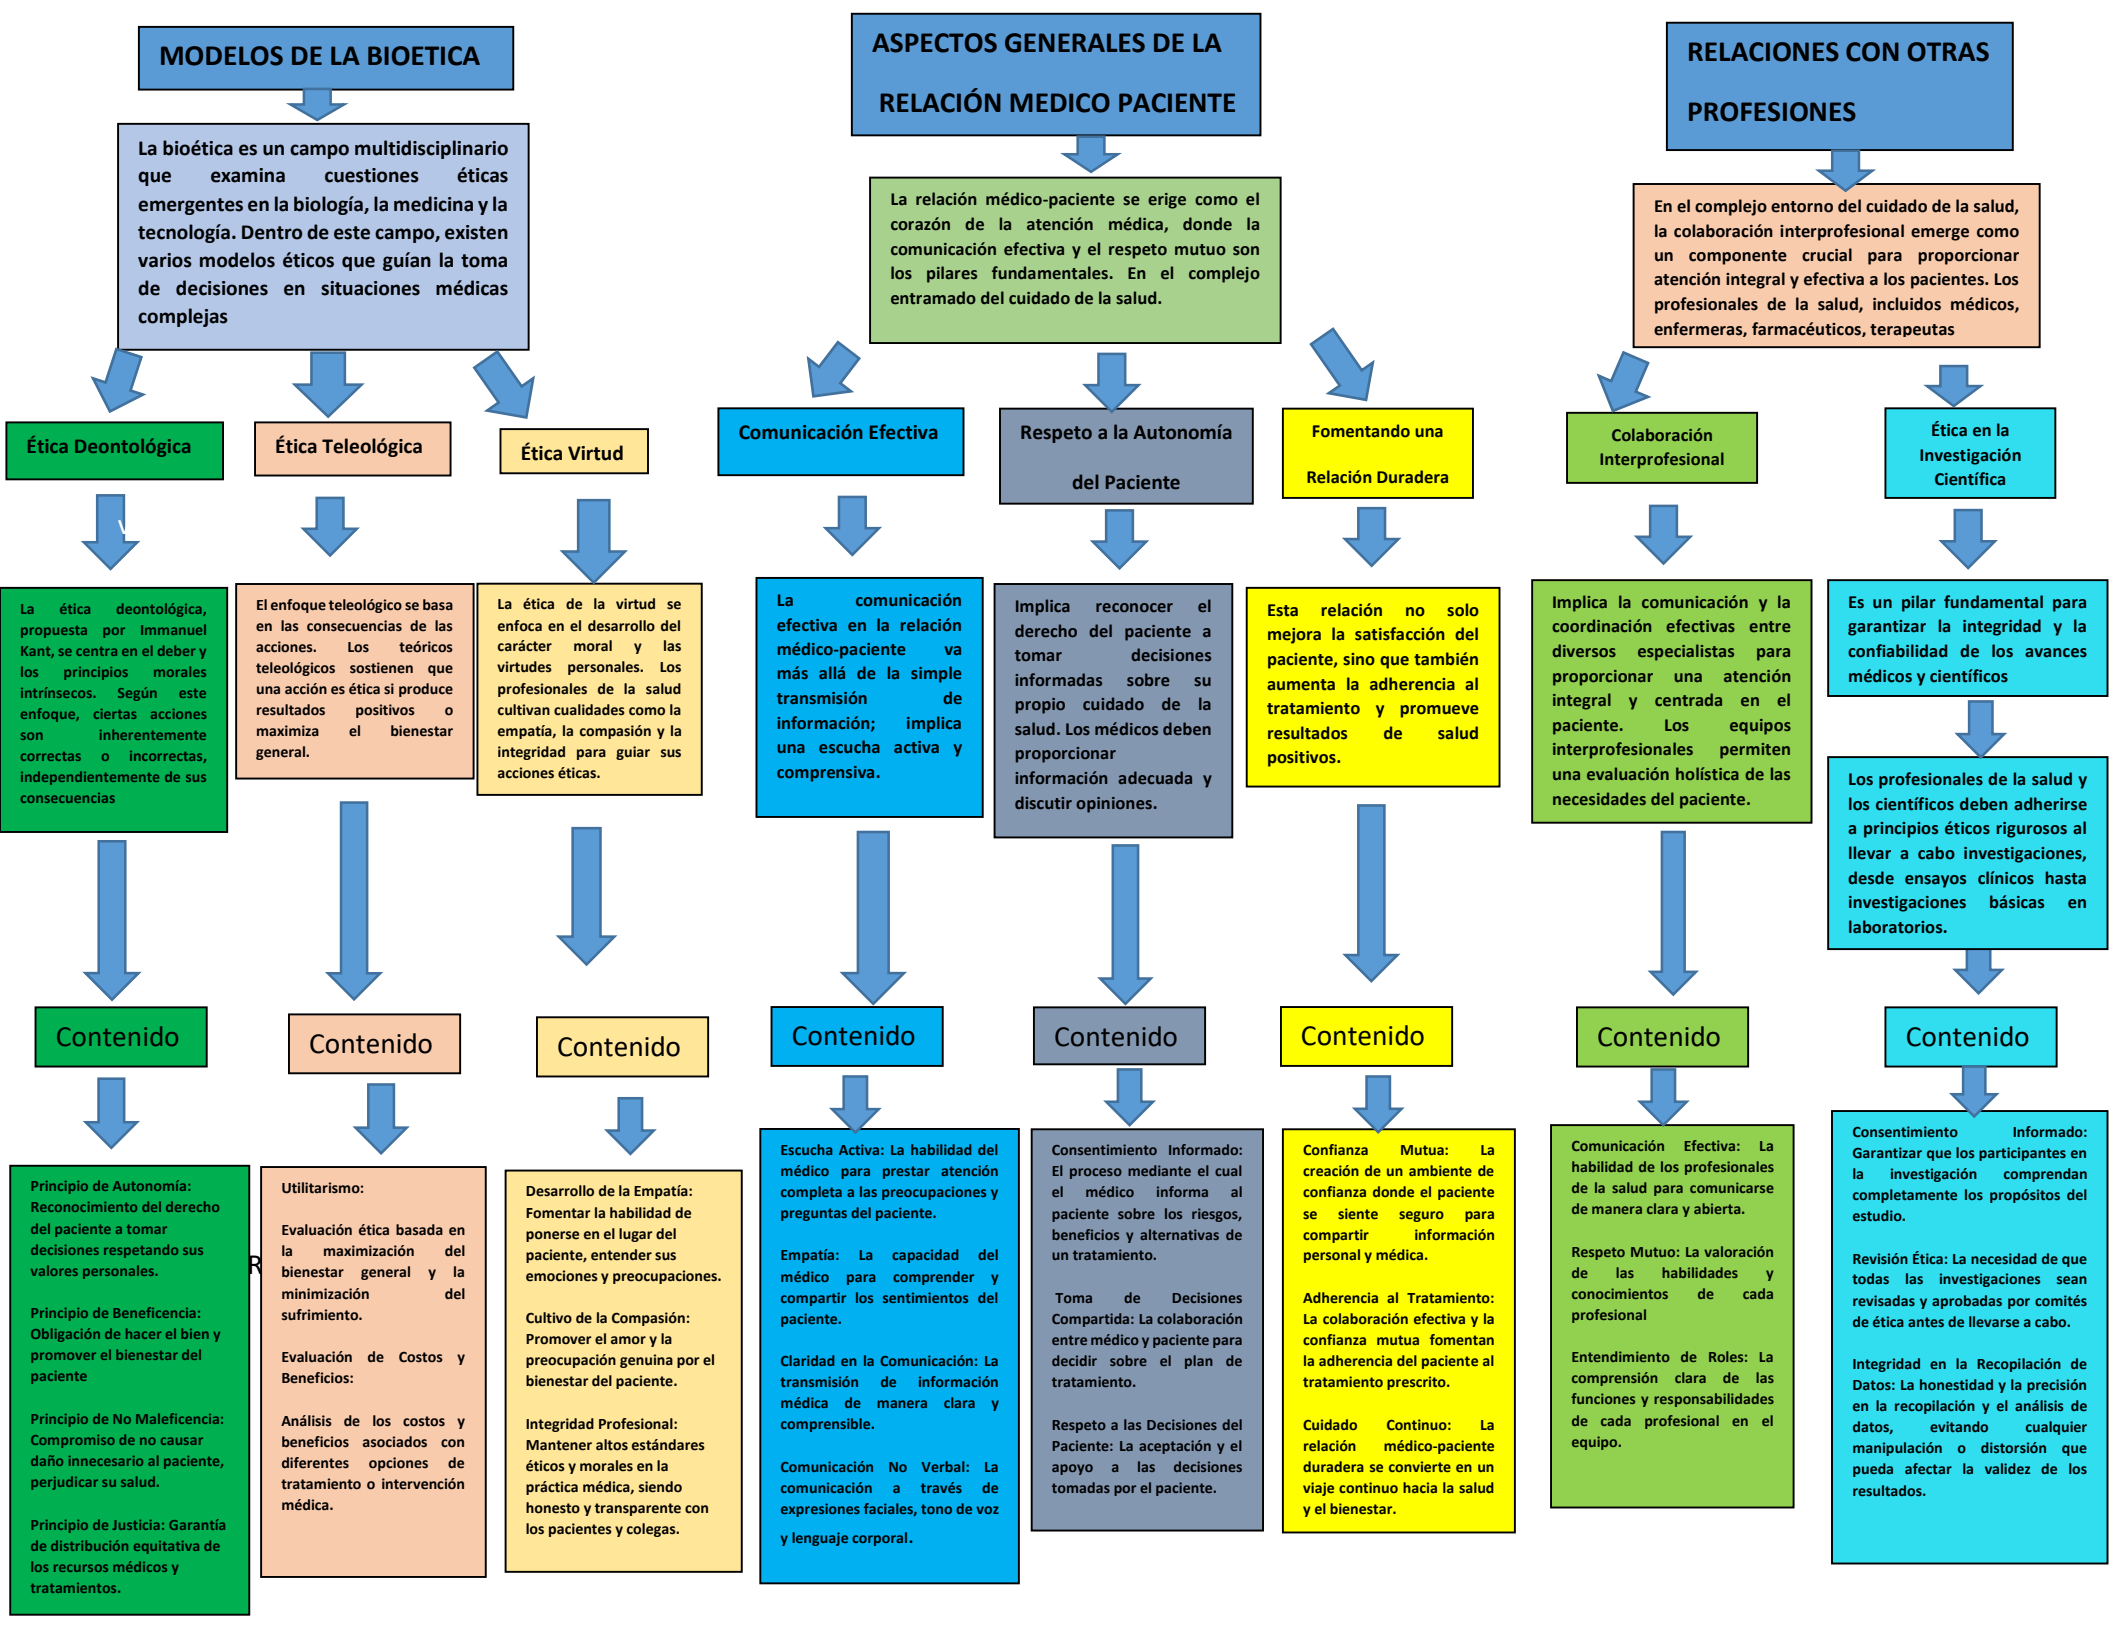 MODELOS DE LA BIOETICA
La bioética es un campo multidisciplinario
que examina cuestiones éticas
emergentes en la biología, la medicina y la
tecnología. Dentro de este campo, existen
varios modelos éticos que guían la toma
de decisiones en situaciones médicas
complejas
Ética Deontológica
V
La ética deontológica,
propuesta por Immanuel
Kant, se centra en el deber y
los principios morales
intrínsecos. Según este
enfoque, ciertas acciones
son inherentemente
correctas o incorrectas,
independientemente de sus
consecuencias
Contenido
Principio de Autonomía:
Reconocimiento del derecho
del paciente a tomar
decisiones respetando sus
valores personales.
Principio de Beneficencia:
Obligación de hacer el bien y
promover el bienestar del
paciente
Principio de No Maleficencia:
Compromiso de no causar
daño innecesario al paciente,
perjudicar su salud.
Principio de Justicia: Garantía
de distribución equitativa de
los recursos médicos y
tratamientos.
R
Ética Teleológica
El enfoque teleológico se basa
en las consecuencias de las
acciones. Los teóricos
teleológicos sostienen que
una acción es ética si produce
resultados positivos o
maximiza el bienestar
general.
Contenido
Utilitarismo:
Evaluación ética basada en
la maximización del
bienestar general y la
minimización del
sufrimiento.
Evaluación de Costos y
Beneficios:
Análisis de los costos y
beneficios asociados con
diferentes opciones de
tratamiento o intervención
médica.
Ética Virtud
La ética de la virtud se
enfoca en el desarrollo del
carácter moral y las
virtudes personales. Los
profesionales de la salud
cultivan cualidades como la
empatía, la compasión y la
integridad para guiar sus
acciones éticas.
Contenido
Desarrollo de la Empatía:
Fomentar la habilidad de
ponerse en el lugar del
paciente, entender sus
emociones y preocupaciones.
Cultivo de la Compasión:
Promover el amor y la
preocupación genuina por el
bienestar del paciente.
Integridad Profesional:
Mantener altos estándares
éticos y morales en la
práctica médica, siendo
honesto y transparente con
los pacientes y colegas.
ASPECTOS GENERALES DE LA
RELACIÓN MEDICO PACIENTE
La relación médico-paciente se erige como el
corazón de la atención médica, donde la
comunicación efectiva y el respeto mutuo son
los pilares fundamentales. En el complejo
entramado del cuidado de la salud.
Comunicación Efectiva
La comunicación
efectiva en la relación
médico-paciente va
más allá de la simple
transmisión de
información; implica
una escucha activa y
comprensiva.
Contenido
Escucha Activa: La habilidad del
médico para prestar atención
completa a las preocupaciones y
preguntas del paciente.
Empatía: La capacidad del
médico para comprender y
compartir los sentimientos del
paciente.
Claridad en la Comunicación: La
transmisión de información
médica de manera clara y
comprensible.
Comunicación No Verbal: La
comunicación a través de
expresiones faciales, tono de voz
y lenguaje corporal.
Respeto a la Autonomía
del Paciente
Implica reconocer el
derecho del paciente a
tomar decisiones
informadas sobre su
propio cuidado de la
salud. Los médicos deben
proporcionar
información adecuada y
discutir opiniones.
Contenido
Consentimiento Informado:
El proceso mediante el cual
el médico informa al
paciente sobre los riesgos,
beneficios y alternativas de
un tratamiento.
Toma de Decisiones
Compartida: La colaboración
entre médico y paciente para
decidir sobre el plan de
tratamiento.
Respeto a las Decisiones del
Paciente: La aceptación y el
apoyo a las decisiones
tomadas por el paciente.
Fomentando una
Relación Duradera
Esta relación no solo
mejora la satisfacción del
paciente, sino que también
aumenta la adherencia al
tratamiento y promueve
resultados de salud
positivos.
Contenido
Confianza Mutua: La
creación de un ambiente de
confianza donde el paciente
se siente seguro para
compartir información
personal y médica.
Adherencia al Tratamiento:
La colaboración efectiva y la
confianza mutua fomentan
la adherencia del paciente al
tratamiento prescrito.
Cuidado Continuo: La
relación médico-paciente
duradera se convierte en un
viaje continuo hacia la salud
y el bienestar.
RELACIONES CON OTRAS
PROFESIONES
En el complejo entorno del cuidado de la salud,
la colaboración interprofesional emerge como
un componente crucial para proporcionar
atención integral y efectiva a los pacientes. Los
profesionales de la salud, incluidos médicos,
enfermeras, farmacéuticos, terapeutas
Colaboración
Interprofesional
Implica la comunicación y la
coordinación efectivas entre
diversos especialistas para
proporcionar una atención
integral y centrada en el
paciente. Los equipos
interprofesionales permiten
una evaluación holística de las
necesidades del paciente.
Contenido
Comunicación Efectiva: La
habilidad de los profesionales
de la salud para comunicarse
de manera clara y abierta.
Respeto Mutuo: La valoración
de las habilidades y
conocimientos de cada
profesional
Entendimiento de Roles: La
comprensión clara de las
funciones y responsabilidades
de cada profesional en el
equipo.
Ética en la
Investigación
Científica
Es un pilar fundamental para
garantizar la integridad y la
confiabilidad de los avances
médicos y científicos
Los profesionales de la salud y
los científicos deben adherirse
a principios éticos rigurosos al
llevar a cabo investigaciones,
desde ensayos clínicos hasta
investigaciones básicas en
laboratorios.
Contenido
Consentimiento Informado:
Garantizar que los participantes en
la investigación comprendan
completamente los propósitos del
estudio.
Revisión Ética: La necesidad de que
todas las investigaciones sean
revisadas y aprobadas por comités
de ética antes de llevarse a cabo.
Integridad en la Recopilación de
Datos: La honestidad y la precisión
en la recopilación y el análisis de
datos, evitando cualquier
manipulación o distorsión que
pueda afectar la validez de los
resultados.